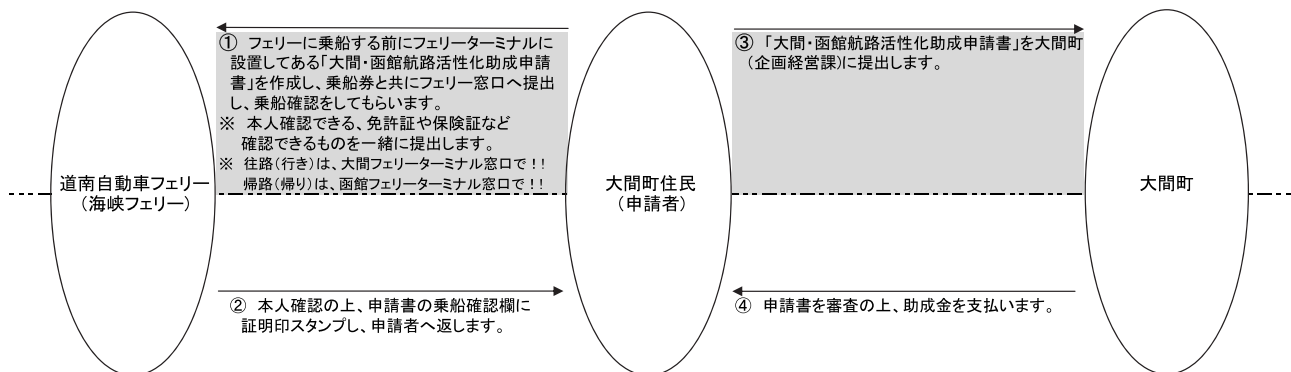 ① フェリーに乗船する前にフェリーターミナルに
設置してある「大間・函館航路活性化助成申請
書」を作成し、乗船券と共にフェリー窓口へ提出
し、乗船確認をしてもらいます。
※ 本人確認できる、免許証や保険証など
確認できるものを一緒に提出します。
※ 往路(行き)は、大間フェリーターミナル窓口で!!
帰路(帰り)は、函館フェリーターミナル窓口で!!
③ 「大間・函館航路活性化助成申請書」を大間町
(企画経営課)に提出します。
道南自動車フェリー
(海峡フェリー)
大間町住民
(申請者)
大間町
② 本人確認の上、申請書の乗船確認欄に
証明印スタンプし、申請者へ返します。
④ 申請書を審査の上、助成金を支払います。